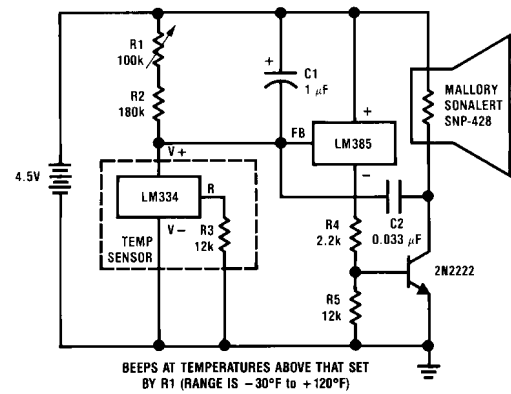 R1
100k
R2
180k
C1
1 μF
+
MALLORY
SONALERT
SNP-428
+
FB
LM385
−
V+
4.5V
LM334
R
V−
R3
12k
TEMP
SENSOR
C2
0.033 μF
R4
2.2k
2N2222
R5
12k
BEEPS AT TEMPERATURES ABOVE THAT SET
BY R1 (RANGE IS −30°F to +120°F)